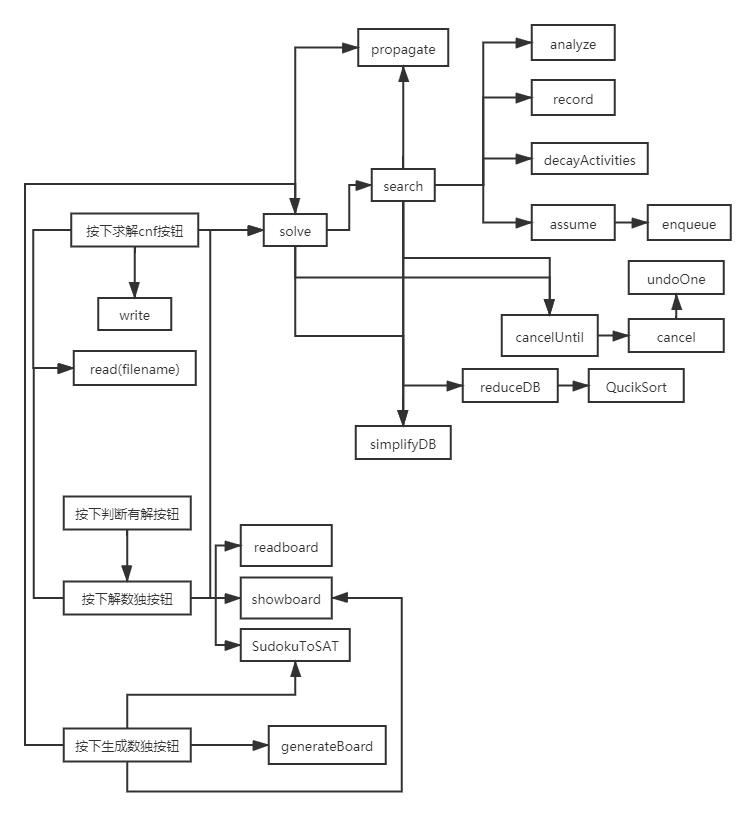 propagate
analyze
record
decayActivities
search
assume
enqueue
按下求解cnf按钮
solve
undoOne
write
cancelUntil
cancel
read(filename)
reduceDB
QucikSort
simplifyDB
按下判断有解按钮
readboard
按下解数独按钮
showboard
SudokuToSAT
按下生成数独按钮
generateBoard